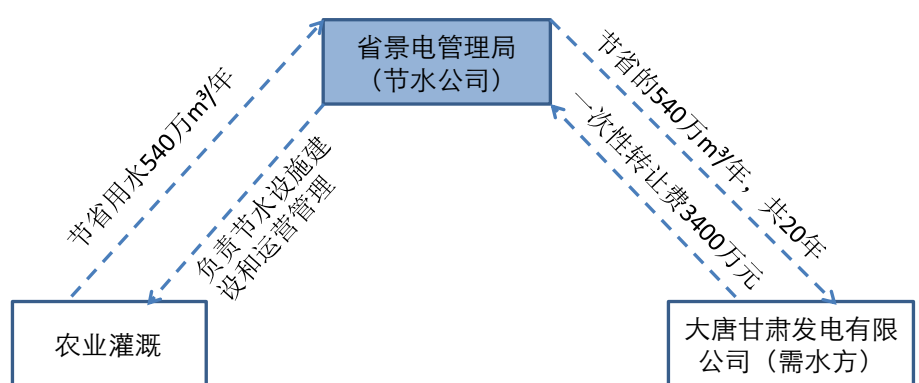 省景电管理局
（节水公司）
节省用水540万m³/年
负责节水设施建
设和运营管理
节省的540万m³/年，共20年
一次性转让费3400万元
农业灌溉
大唐甘肃发电有限
公司（需水方）